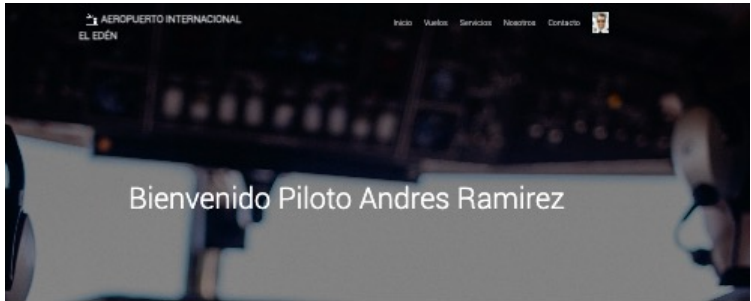 AEROPUERTO INTERNACIONAL
EL EDÉN
Inicio Vuelos Servicios Nosotros Contacto
Bienvenido Piloto Andres Ramirez